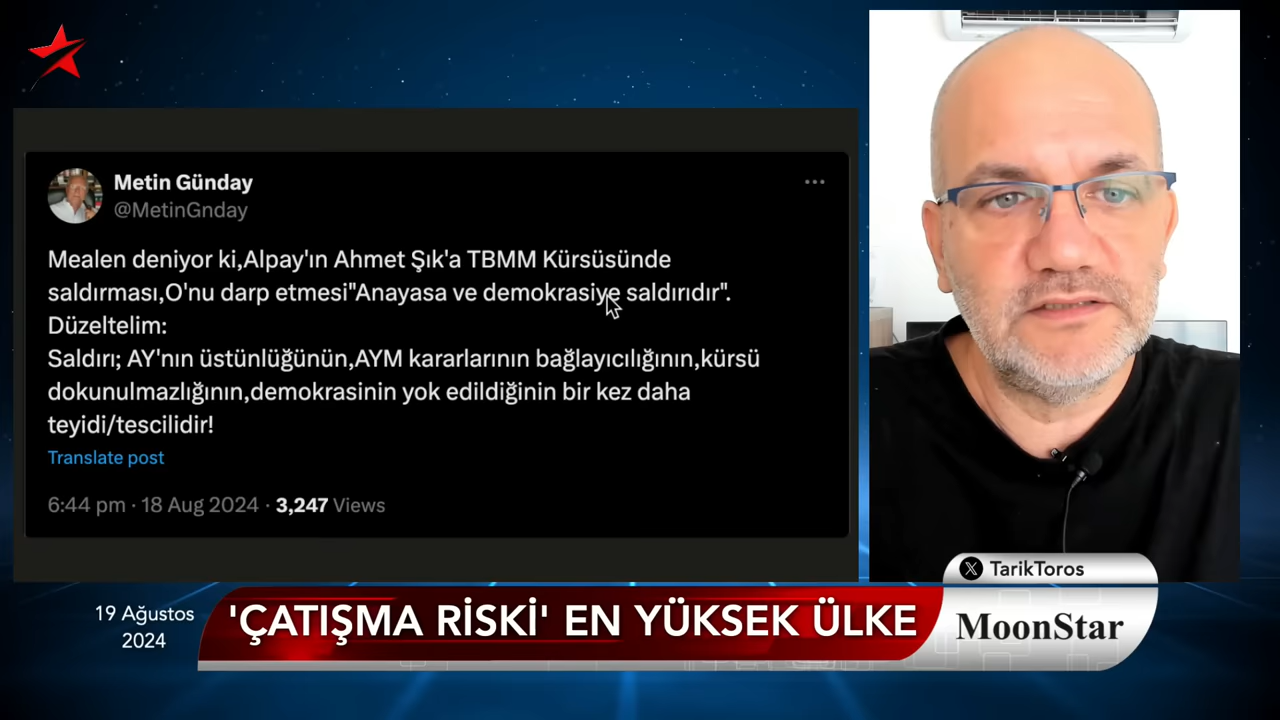 Metin Günday
@MetinGnday
Mealen deniyor ki,Alpay'ın Ahmet Şık'a TBMM Kürsüsünde
saldırması,O'nu darp etmesi"Anayasa ve demokrasiye saldırıdır".
Düzeltelim:
Saldırı; AY'nın üstünlüğünün,AYM kararlarının bağlayıcılığının,kürsü
dokunulmazlığının,demokrasinin yok edildiğinin bir kez daha
teyidi/tescilidir!
Translate post
6:44 pm · 18 Aug 2024 · 3,247 Views
TarikToros
19 Ağustos
2024
'ÇATIŞMA RİSKİ' EN YÜKSEK ÜLKE
MoonStar